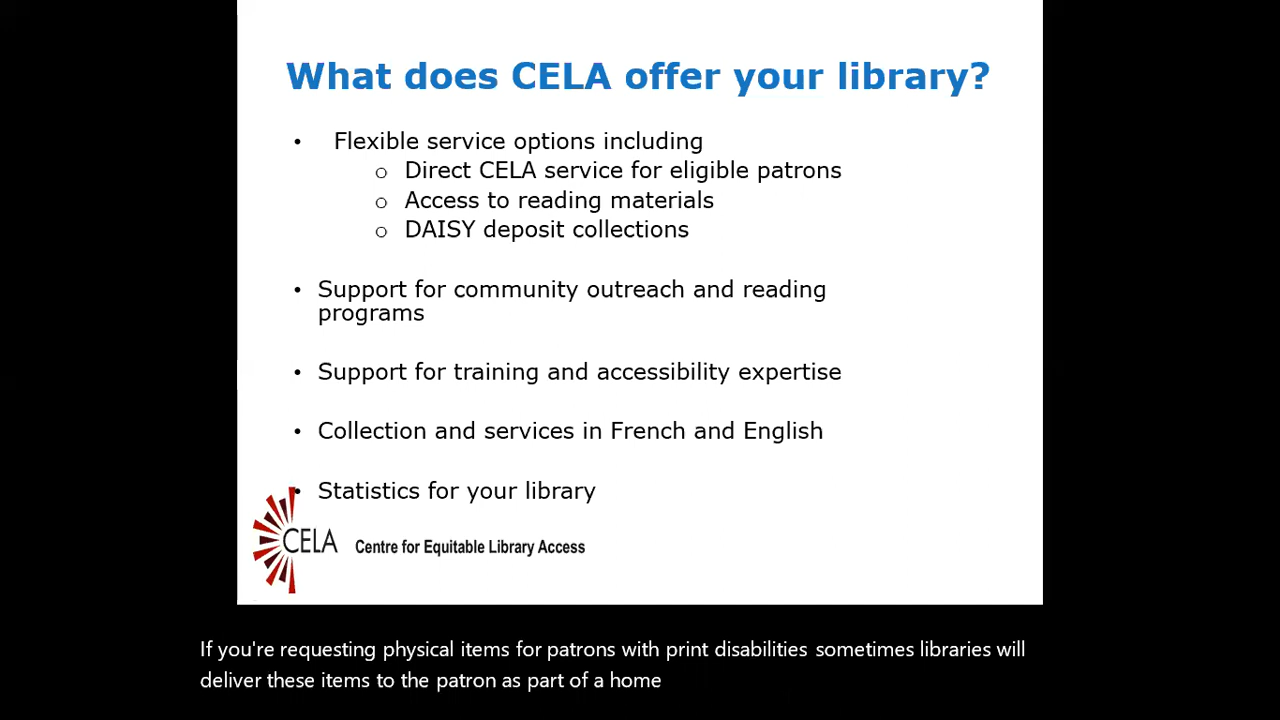 What does CELA offer your library?
• Flexible service options including
o Direct CELA service for eligible patrons
o Access to reading materials
o DAISY deposit collections
• Support for community outreach and reading
programs
• Support for training and accessibility expertise
• Collection and services in French and English
• Statistics for your library
CELA Centre for Equitable Library Access
If you're requesting physical items for patrons with print disabilities sometimes libraries will
deliver these items to the patron as part of a home